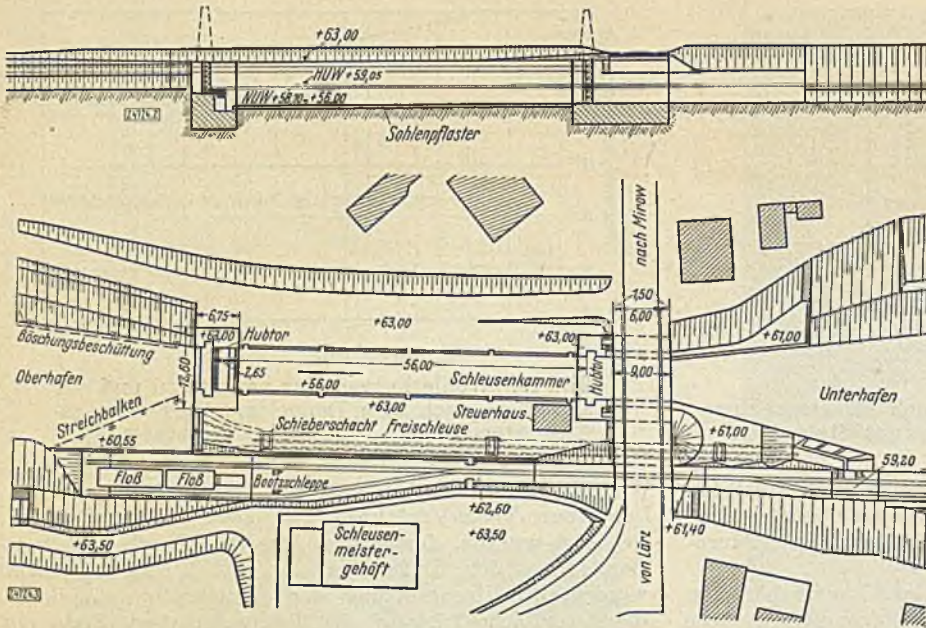 +63,00
HUW +59,05
NUW +58,10 +56,00
Sohlenpflaster
24724.2
nach Mirow
1,50
6,00
6,75
+63,00
+63,00
Hubtor
+63,00
+61,00
Böschungsbeschüttung
56,00
Hubtor
9,00
Oberhafen
12,60
2,65
+56,00
Schleusenkammer
Unterhafen
+63,00
Steuerhaus
Streichbalken
Schieberschacht Freischleuse
+61,00
+60,55
59,20
Floß
Floß
Bootsschleppe
+62,60
+63,50
+61,40
+63,50
Schleusen-
meister-
gehöft
von Lärz